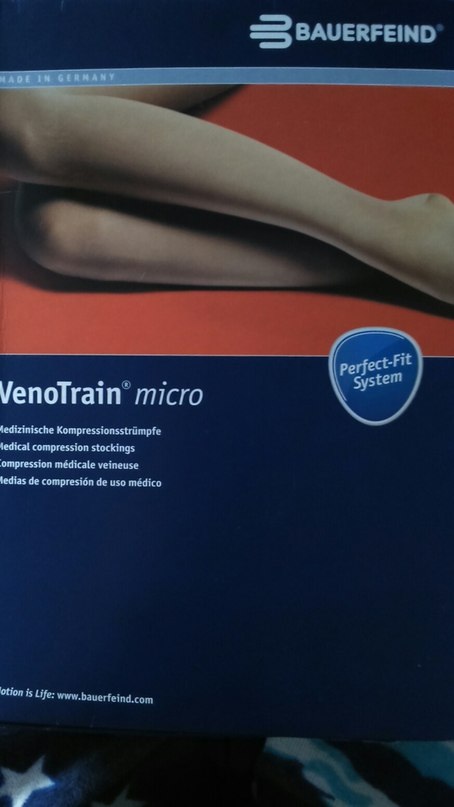 BAUERFEIND®
MADE IN GERMANY
Perfect-Fit
System
VenoTrain® micro
Medizinische Kompressionsstrümpfe
Medical compression stockings
Compression médicale veineuse
Medias de compresión de uso médico
Motion is Life: www.bauerfeind.com